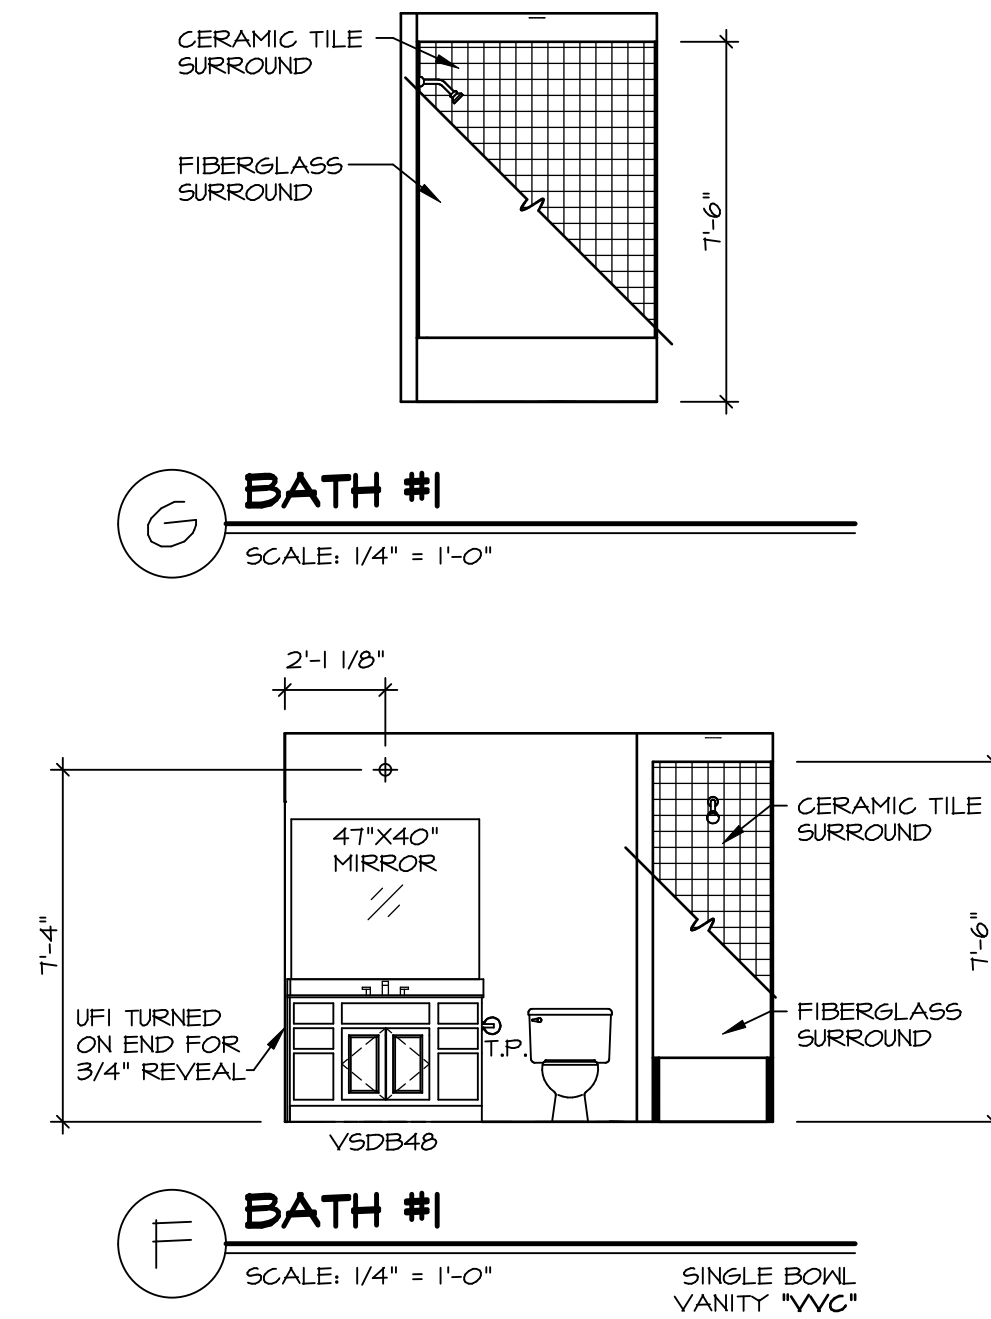 CERAMIC TILE
SURROUND
FIBERGLASS
SURROUND
7'-6"
G
BATH #1
SCALE: 1/4" = 1'-0"
2'-1 1/8"
47"X40"
MIRROR
CERAMIC TILE
SURROUND
7'-4"
7'-6"
UFI TURNED
ON END FOR
3/4" REVEAL
T.P.
FIBERGLASS
SURROUND
VSDB48
F
BATH #1
SCALE: 1/4" = 1'-0"
SINGLE BOWL
VANITY "VVC"